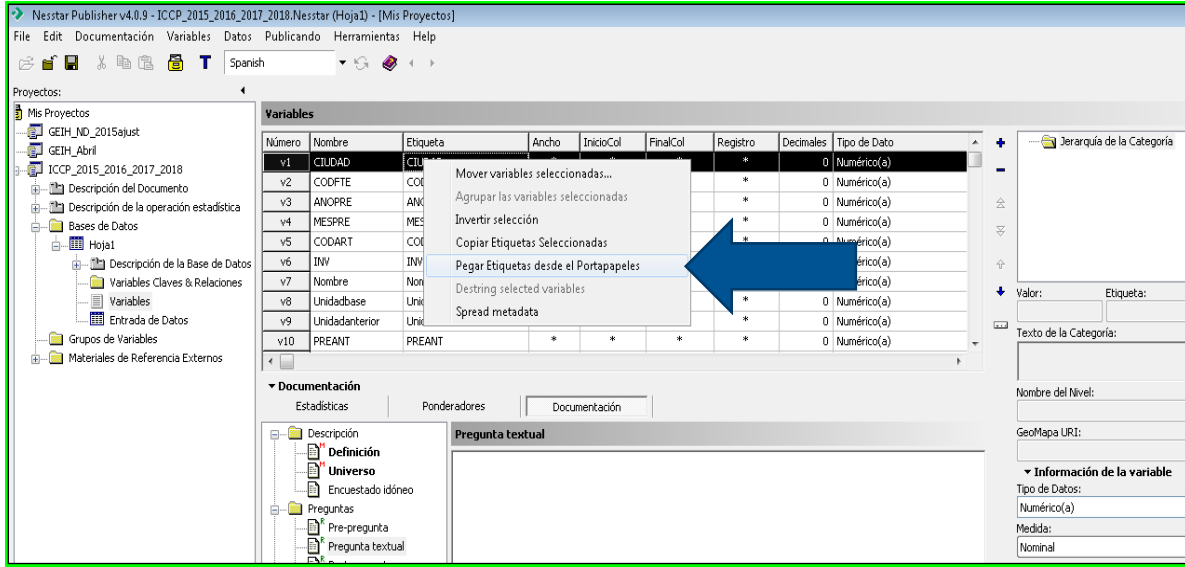 Nesstar Publisher v4.0.9 - ICCP_2015_2016_2017_2018.Nesstar (Hoja1) - [Mis Proyectos]
File Edit Documentación Variables Datos Publicando Herramientas Help
T Spanish
Proyectos:
Mis Proyectos
GEIH_ND_2015ajust
GEIH_Abril
ICCP_2015_2016_2017_2018
Descripción del Documento
Descripción de la operación estadística
Bases de Datos
Hoja1
Descripción de la Base de Datos
Variables Claves & Relaciones
Variables
Entrada de Datos
Grupos de Variables
Materiales de Referencia Externos
Variables
Número Nombre Etiqueta Ancho InicioCol FinalCol Registro Decimales Tipo de Dato
v1 CIUDAD * 0 Numérico(a)
v2 CODFTE * 0 Numérico(a)
v3 ANOPRE * 0 Numérico(a)
v4 MESPRE
v5 CODART
v6 INV
v7 Nombre 0 Numérico(a)
v8 Unidadbase * 0 Numérico(a)
v9 Unidadanterior * 0 Numérico(a)
v10 PREANT PREANT * * * * 0 Numérico(a)
Mover variables seleccionadas...
Agrupar las variables seleccionadas
Invertir selección
Copiar Etiquetas Seleccionadas
Pegar Etiquetas desde el Portapapeles
Destring selected variables
Spread metadata
Documentación
Estadísticas Ponderadores Documentación
Descripción
Definición
Universo
Encuestado idóneo
Preguntas
Pre-pregunta
Pregunta textual
Pregunta textual
Jerarquía de la Categoría
Valor: Etiqueta:
Texto de la Categoría:
Nombre del Nivel:
GeoMapa URI:
Información de la variable
Tipo de Datos:
Numérico(a)
Medida:
Nominal